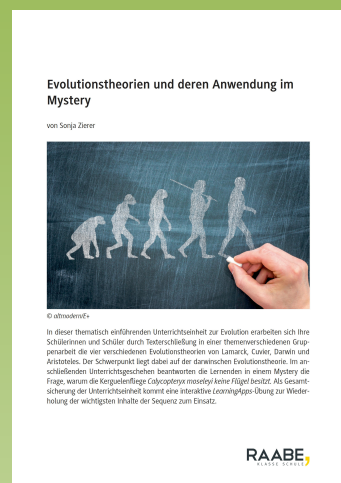 Evolutionstheorien und deren Anwendung im
Mystery
von Sonja Zierer
© altmodern/E+
In dieser thematisch einführenden Unterrichtseinheit zur Evolution erarbeiten sich Ihre
Schülerinnen und Schüler durch Texterschließung in einer themenverschiedenen Grup-
penarbeit die vier verschiedenen Evolutionstheorien von Lamarck, Cuvier, Darwin und
Aristoteles. Der Schwerpunkt liegt dabei auf der darwinschen Evolutionstheorie. Im an-
schließenden Unterrichtsgeschehen beantworten die Lernenden in einem Mystery die
Frage, warum die Kerguelenfliege Calycopteryx moseleyi keine Flügel besitzt. Als Gesamt-
sicherung der Unterrichtseinheit kommt eine interaktive LearningApps-Übung zur Wieder-
holung der wichtigsten Inhalte der Sequenz zum Einsatz.
RAABE
KLASSE SCHULE